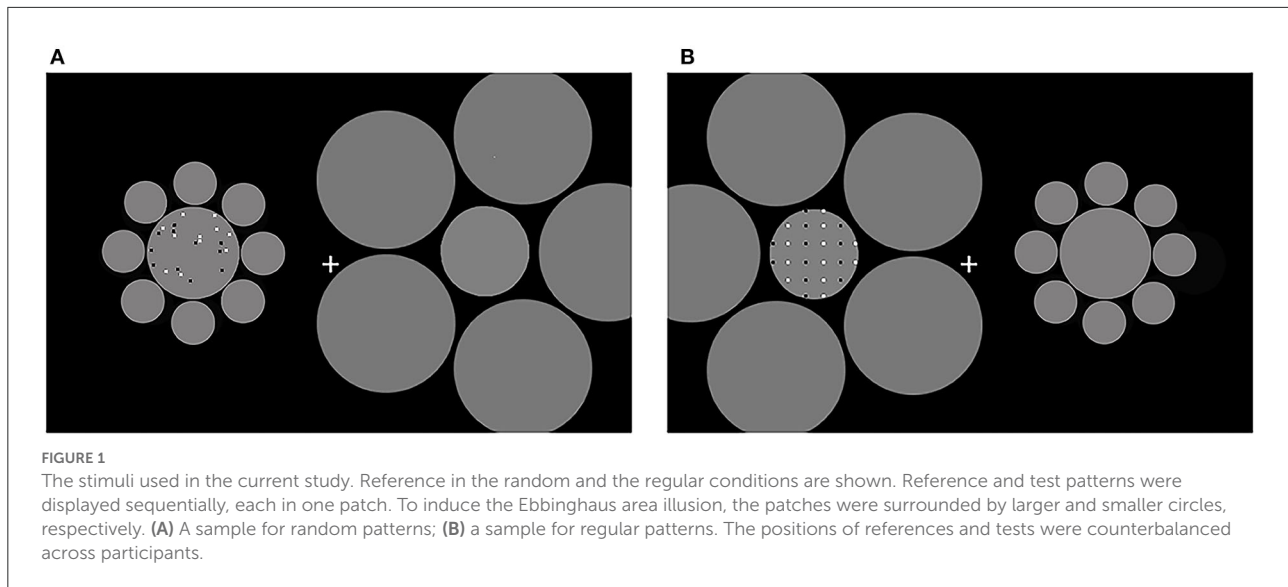 A
B
FIGURE 1
The stimuli used in the current study. Reference in the random and the regular conditions are shown. Reference and test patterns were
displayed sequentially, each in one patch. To induce the Ebbinghaus area illusion, the patches were surrounded by larger and smaller circles,
respectively. (A) A sample for random patterns; (B) a sample for regular patterns. The positions of references and tests were counterbalanced
across participants.